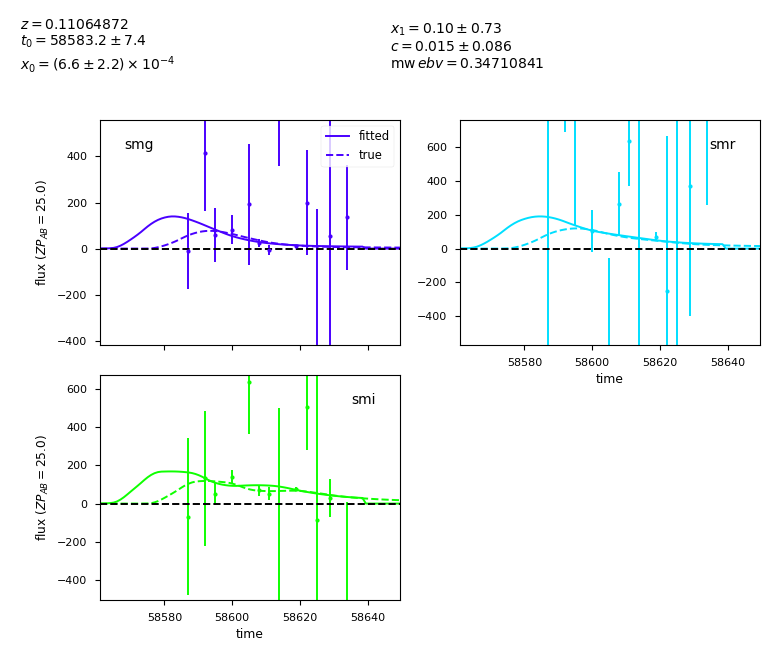 z = 0.11064872
t₀ = 58583.2 ± 7.4
x₀ = (6.6 ± 2.2) × 10⁻⁴
x₁ = 0.10 ± 0.73
c = 0.015 ± 0.086
mw ebv = 0.34710841
smg
fitted
true
400
200
0
−200
−400
flux (ZP_AB = 25.0)
smr
600
400
200
0
−200
−400
58580 58600 58620 58640
time
smi
600
400
200
0
−200
−400
flux (ZP_AB = 25.0)
58580 58600 58620 58640
time